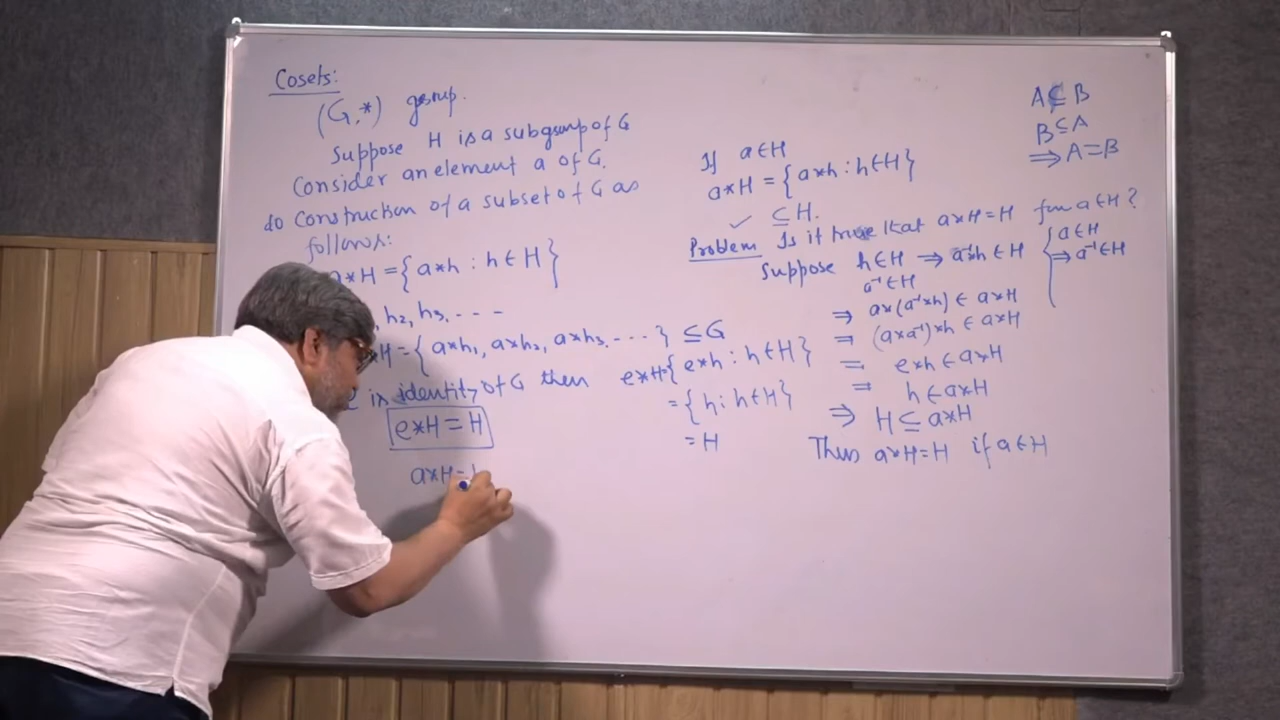 Cosets:
(G,*) group.
Suppose H is a subgroup of G
Consider an element a of G.
do Construction of a subset of G as
follows:
a*H = {a*h : h∈H}
, h2, h3, ---
H = {a*h1, a*h2, a*h3, ----} ⊆G
e is identity of G then e*H {e*h : h∈H}
= {h : h∈H}
= H
e*H = H
a*H =
If a∈H
a*H = {a*h : h∈H}
✓ ⊆H.
Problem Is it true that a*H = H for a∈H?
Suppose h∈H ⇒ a⁻¹*h ∈ H { a∈H
a⁻¹∈H ⇒ a⁻¹∈H
⇒ a*(a⁻¹*h) ∈ a*H
= (a*a⁻¹)*h ∈ a*H
= e*h ∈ a*H
= h ∈ a*H
⇒ H ⊆ a*H
Thus a*H = H if a∈H
A⊆B
B⊆A
⇒ A=B